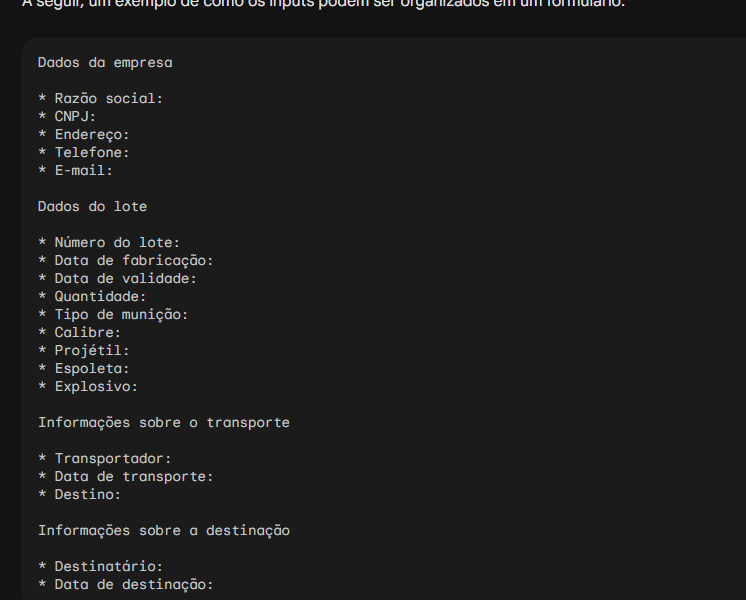 A seguir, um exemplo de como os inputs podem ser organizados em um formulário:
Dados da empresa
* Razão social:
* CNPJ:
* Endereço:
* Telefone:
* E-mail:
Dados do lote
* Número do lote:
* Data de fabricação:
* Data de validade:
* Quantidade:
* Tipo de munição:
* Calibre:
* Projétil:
* Espoleta:
* Explosivo:
Informações sobre o transporte
* Transportador:
* Data de transporte:
* Destino:
Informações sobre a destinação
* Destinatário:
* Data de destinação: